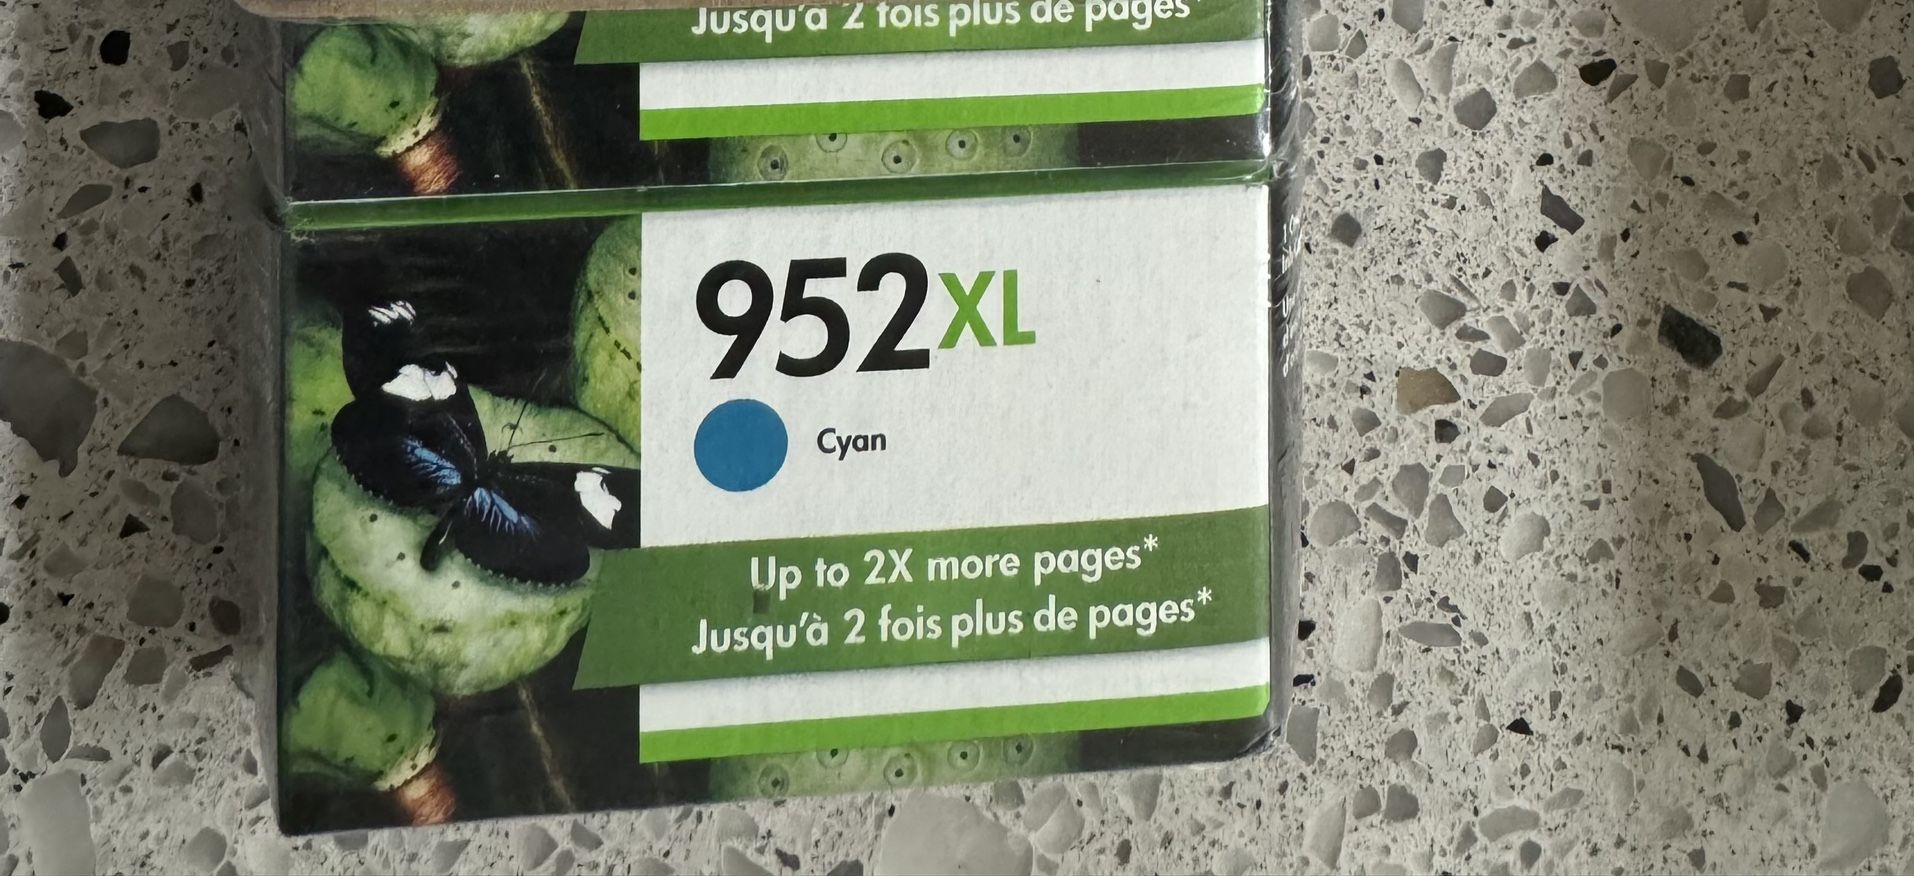 Jusqu'à 2 fois plus de pages*
952XL
Cyan
Up to 2X more pages*
Jusqu'à 2 fois plus de pages*